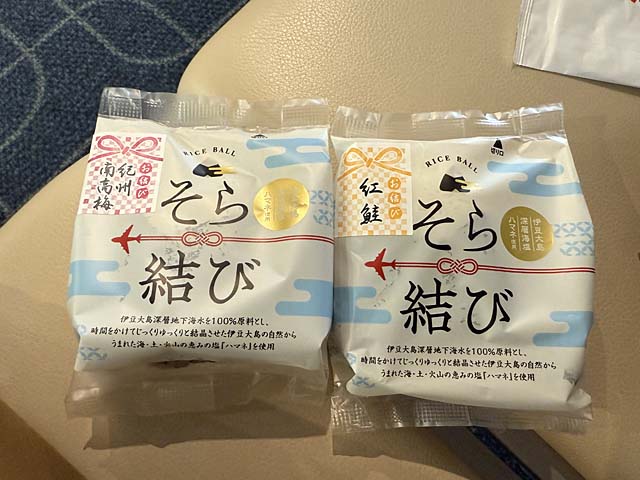 RICE BALL
お結び
紀州
南高梅
そら
結び
伊豆大島深層地下海水を100%原料とし、
時間をかけてじっくりゆっくりと結晶させた伊豆大島の自然から
うまれた海・土・火山の恵みの塩「ハマネ」を使用
RICE BALL
お結び
紅鮭
そら
伊豆大島
深層海塩
ハマネ使用
結び
伊豆大島深層地下海水を100%原料とし、
時間をかけてじっくりゆっくりと結晶させた伊豆大島の自然から
うまれた海・土・火山の恵みの塩「ハマネ」を使用